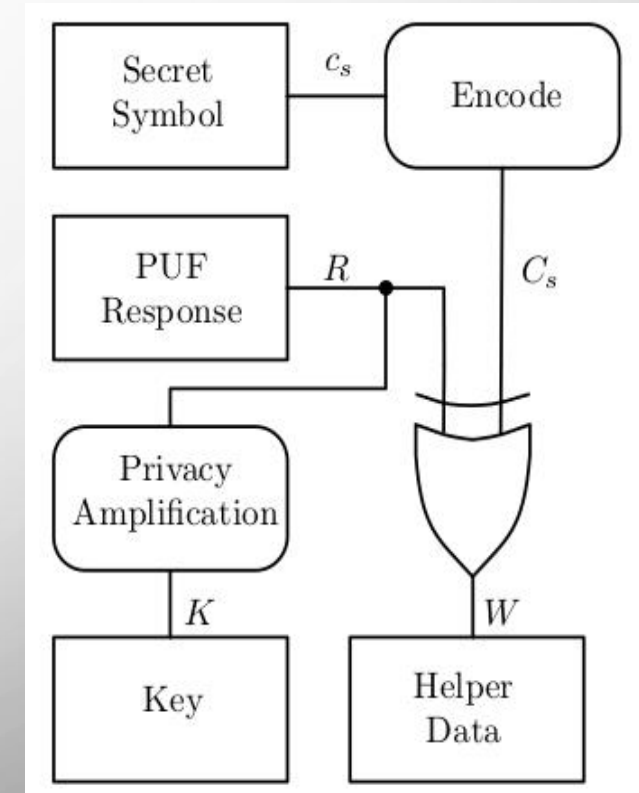 Secret
Symbol
c_s
Encode
PUF
Response
R
C_s
Privacy
Amplification
K
W
Key
Helper
Data